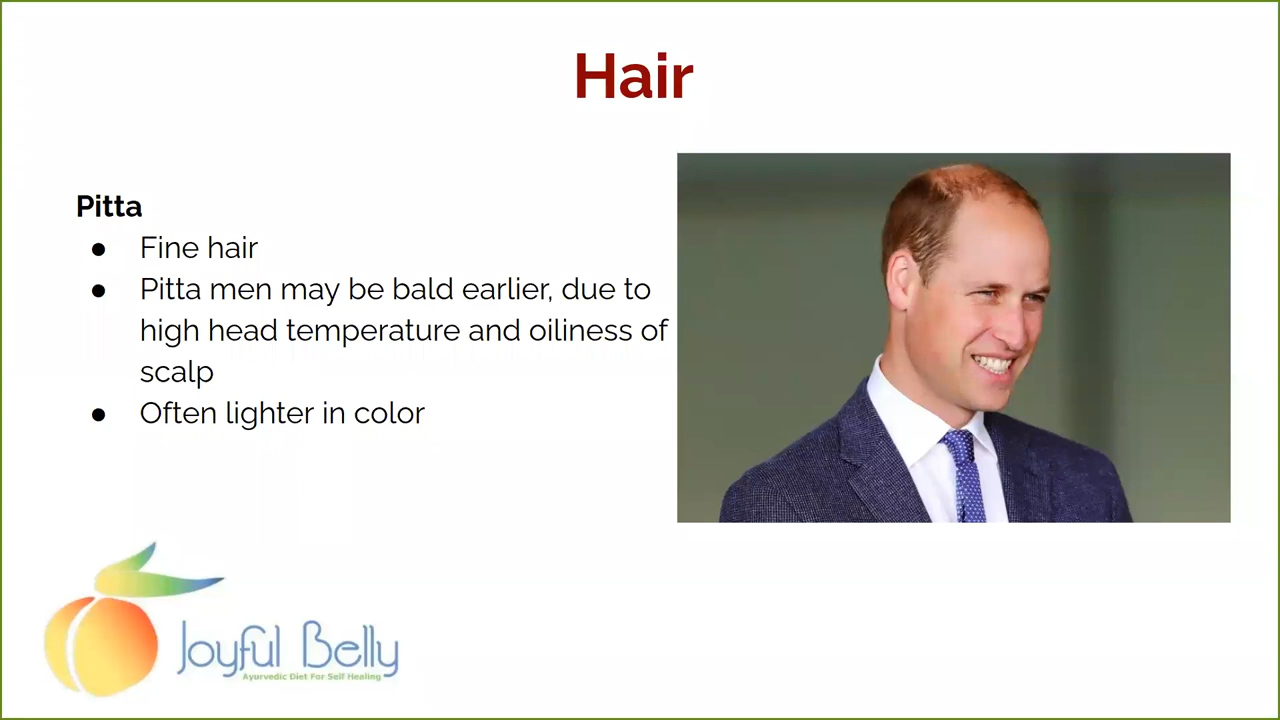 Hair
Pitta
● Fine hair
● Pitta men may be bald earlier, due to
high head temperature and oiliness of
scalp
● Often lighter in color
Joyful Belly
Ayurvedic Diet For Self Healing